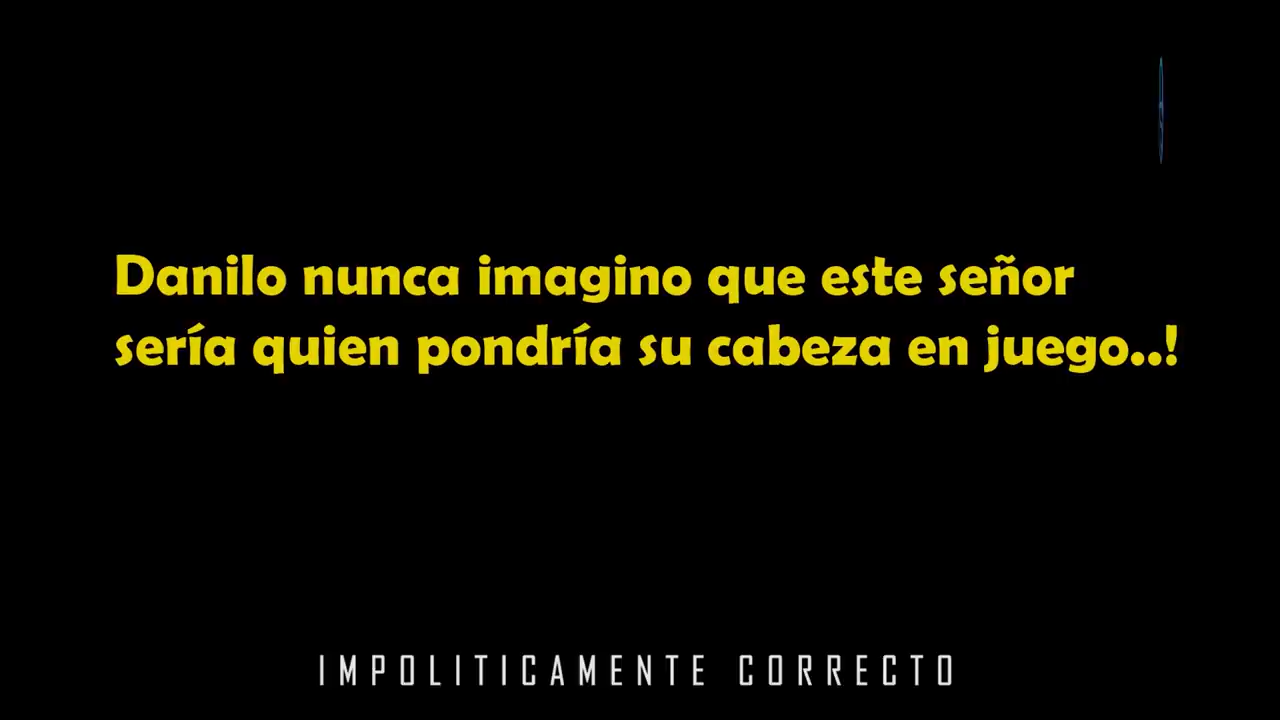 Danilo nunca imagino que este señor
sería quien pondría su cabeza en juego..!
IMPOLITICAMENTE CORRECTO